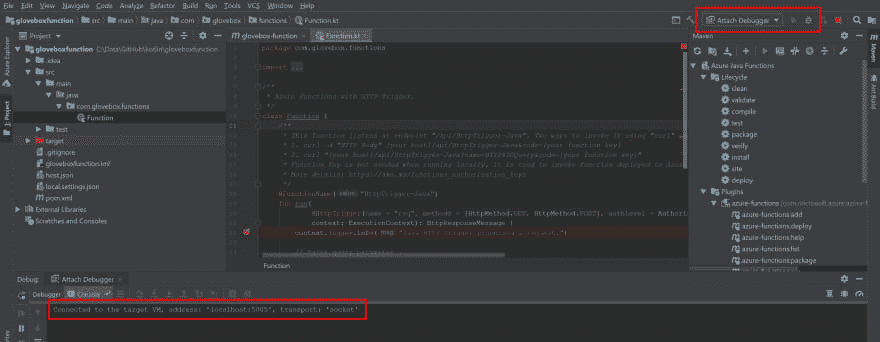 File Edit View Navigate Code Analyze Refactor Build Run Tools VCS Window Help
gloveboxfunction src main java com glovebox functions Function.kt
Attach Debugger
Project
gloveboxfunction
Function.kt
Maven
Azure Explorer
1: Project
Maven
Ant Build
gloveboxfunction C:\Docs\GitHub\kotlin\gloveboxfunction
.idea
src
main
java
com.glovebox.functions
Function
test
target
.gitignore
gloveboxfunction.iml
host.json
local.settings.json
pom.xml
External Libraries
Scratches and Consoles
package com.glovebox.functions
import ...
/**
* Azure Functions with HTTP Trigger.
*/
class Function {
/**
* This function listens at endpoint "/api/HttpTrigger-Java". Two ways to invoke it using "curl"
* 1. curl -d "HTTP Body" {your host}/api/HttpTrigger-Java&code={your function key}
* 2. curl "{your host}/api/HttpTrigger-Java?name=HTTP%20Query&code={your function key}"
* Function Key is not needed when running locally, it is used to invoke function deployed to
* More details: https://aka.ms/functions_authorization_keys
*/
@FunctionName("HttpTrigger-Java")
fun run(
@HttpTrigger(name = "req", methods = [HttpMethod.GET, HttpMethod.POST], authLevel =
context: ExecutionContext): HttpResponseMessage {
context.logger.info("Java HTTP trigger processed a request.")
// Parse query parameter
Function
Azure Java Functions
Lifecycle
clean
validate
compile
test
package
verify
install
site
deploy
Plugins
azure-functions
azure-functions:add
azure-functions:deploy
azure-functions:help
azure-functions:list
azure-functions:package
Debug: Attach Debugger
Debugger Console
Connected to the target VM, address: 'localhost:5005', transport: 'socket'